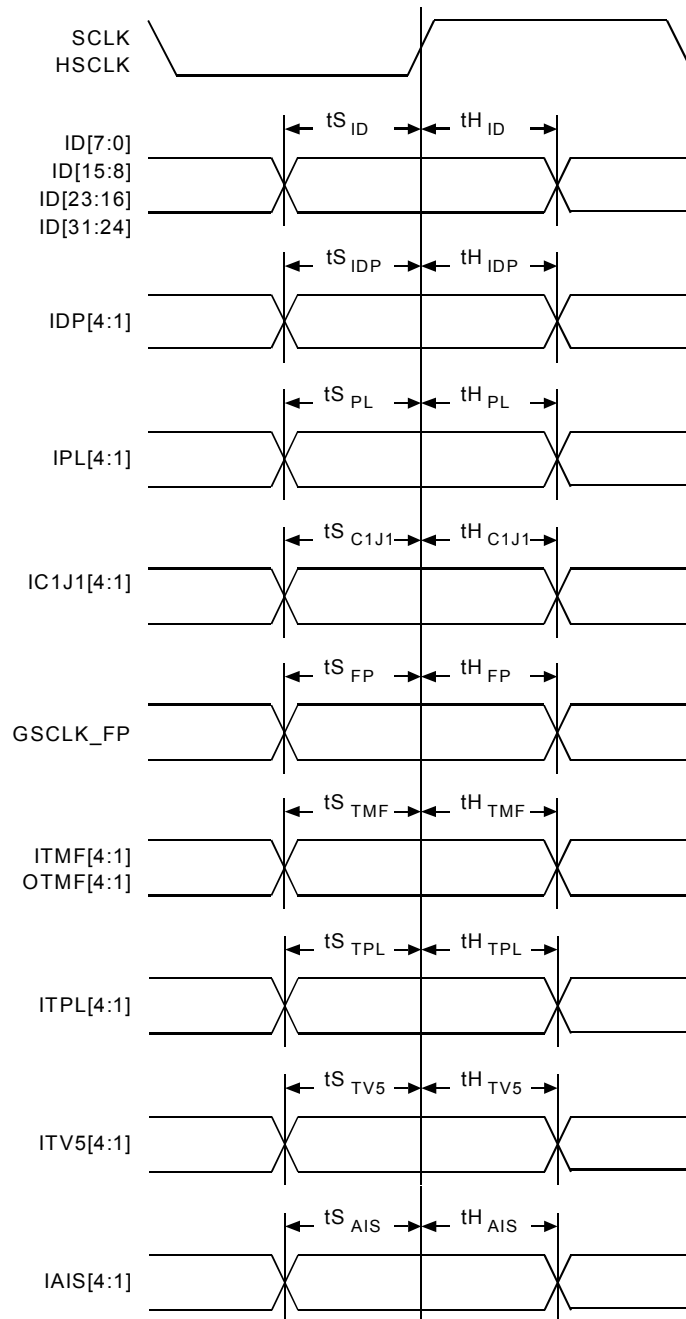 SCLK
HSCLK
tS ID tH ID
ID[7:0]
ID[15:8]
ID[23:16]
ID[31:24]
tS IDP tH IDP
IDP[4:1]
tS PL tH PL
IPL[4:1]
tS C1J1 tH C1J1
IC1J1[4:1]
tS FP tH FP
GSCLK_FP
tS TMF tH TMF
ITMF[4:1]
OTMF[4:1]
tS TPL tH TPL
ITPL[4:1]
tS TV5 tH TV5
ITV5[4:1]
tS AIS tH AIS
IAIS[4:1]